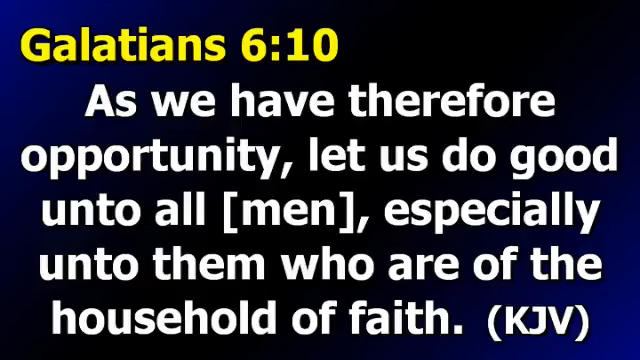 Galatians 6:10
As we have therefore
opportunity, let us do good
unto all [men], especially
unto them who are of the
household of faith. (KJV)